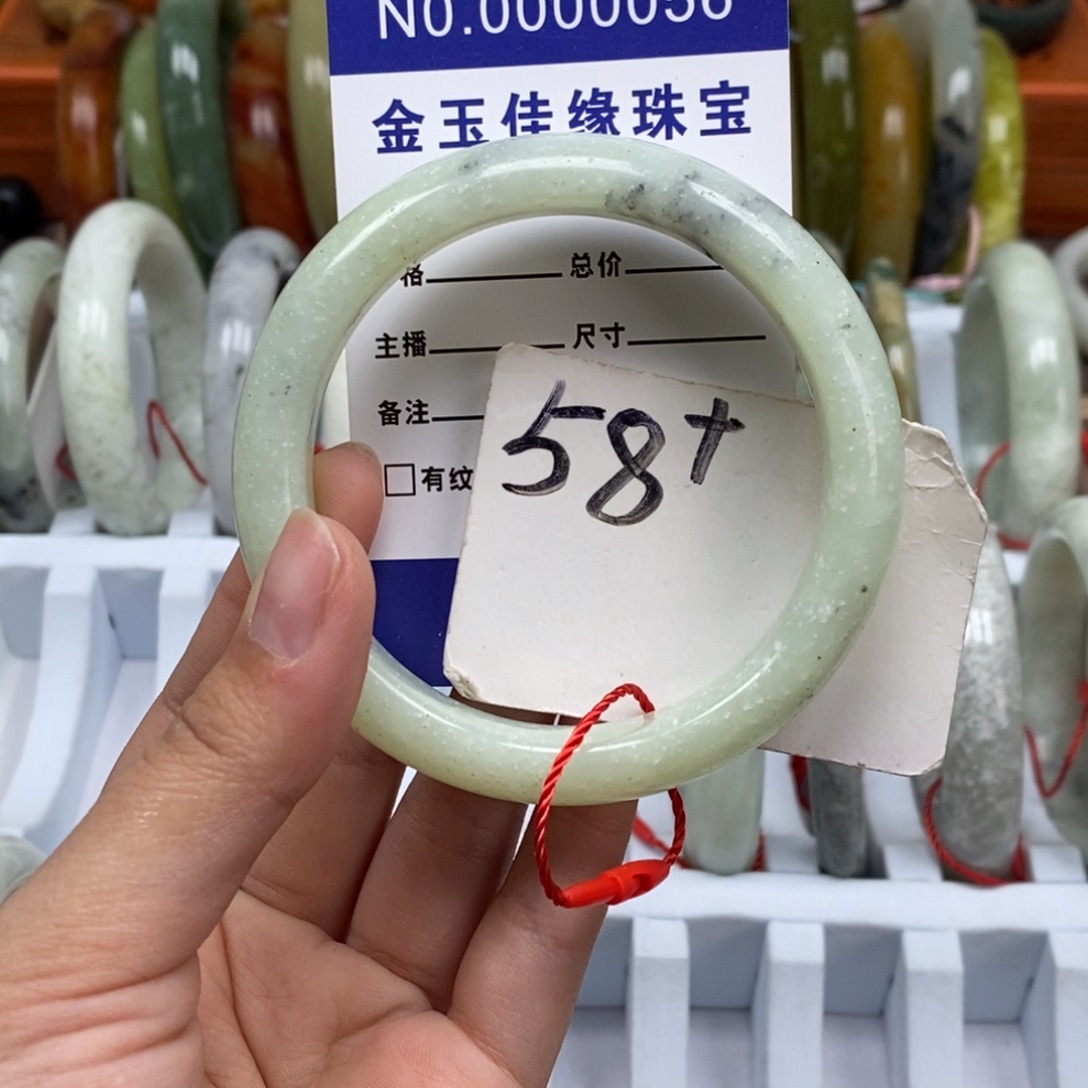 No.0000056
金玉佳缘珠宝
格 总价
主播 尺寸
备注
有纹
58+